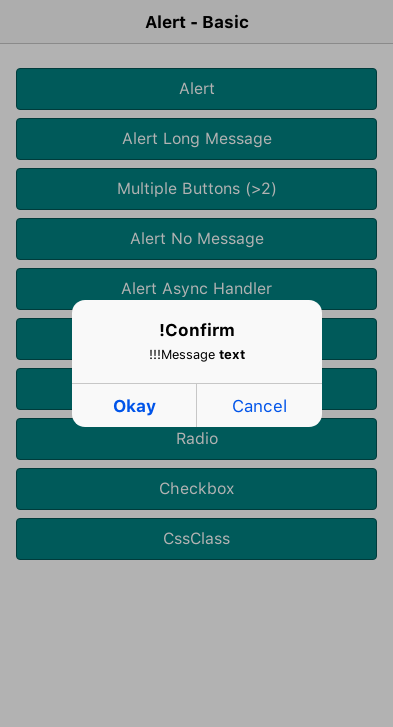 Alert - Basic
Alert
Alert Long Message
Multiple Buttons (>2)
Alert No Message
Alert Async Handler
!Confirm
!!!Message text
Okay
Cancel
Radio
Checkbox
CssClass